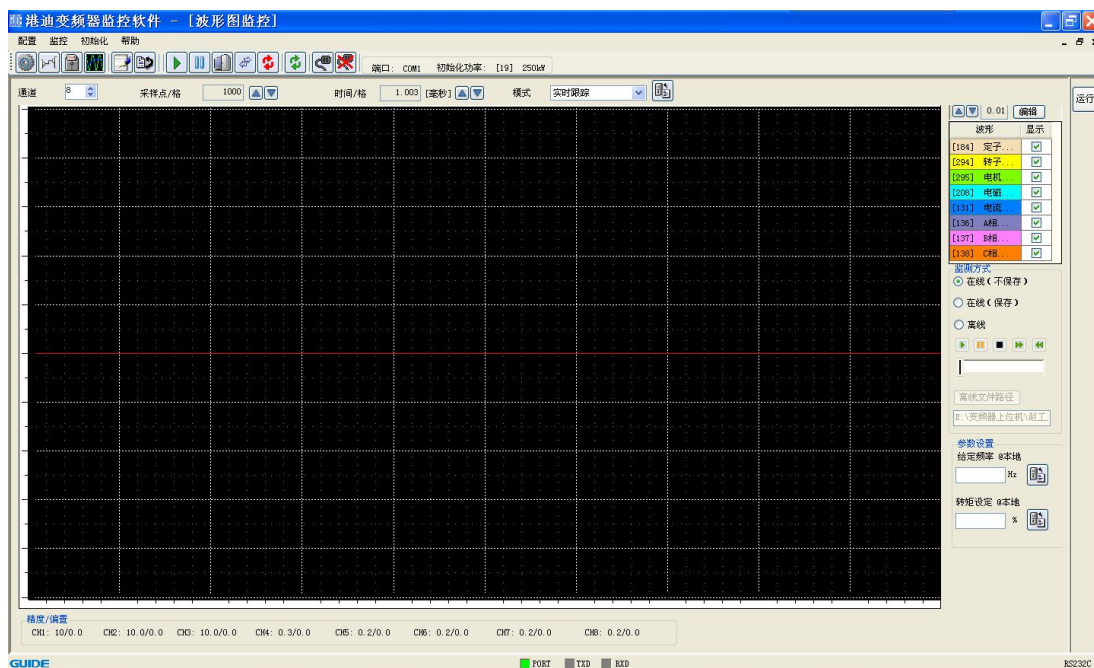 港迪变频器监控软件 - [波形图监控]
配置 监控 初始化 帮助
端口: COM1 初始化功率: [19] 250kW
通道 8 采样点/格 1000 时间/格 1.003 [毫秒] 模式 实时跟踪
运行
0.01 编辑
波形 显示
[184] 定子...
[294] 转子...
[295] 电机...
[208] 电磁...
[131] 电流...
[136] A相...
[137] B相...
[138] C相...
监测方式
在线(不保存)
在线(保存)
离线
离线文件路径
E:\变频器上位机\赵工
参数设置
给定频率 @本地
Hz
转矩设定 @本地
%
精度/偏置
CH1: 10/0.0 CH2: 10.0/0.0 CH3: 10.0/0.0 CH4: 0.3/0.0 CH5: 0.2/0.0 CH6: 0.2/0.0 CH7: 0.2/0.0 CH8: 0.2/0.0
GUIDE PORT TXD RXD RS232C